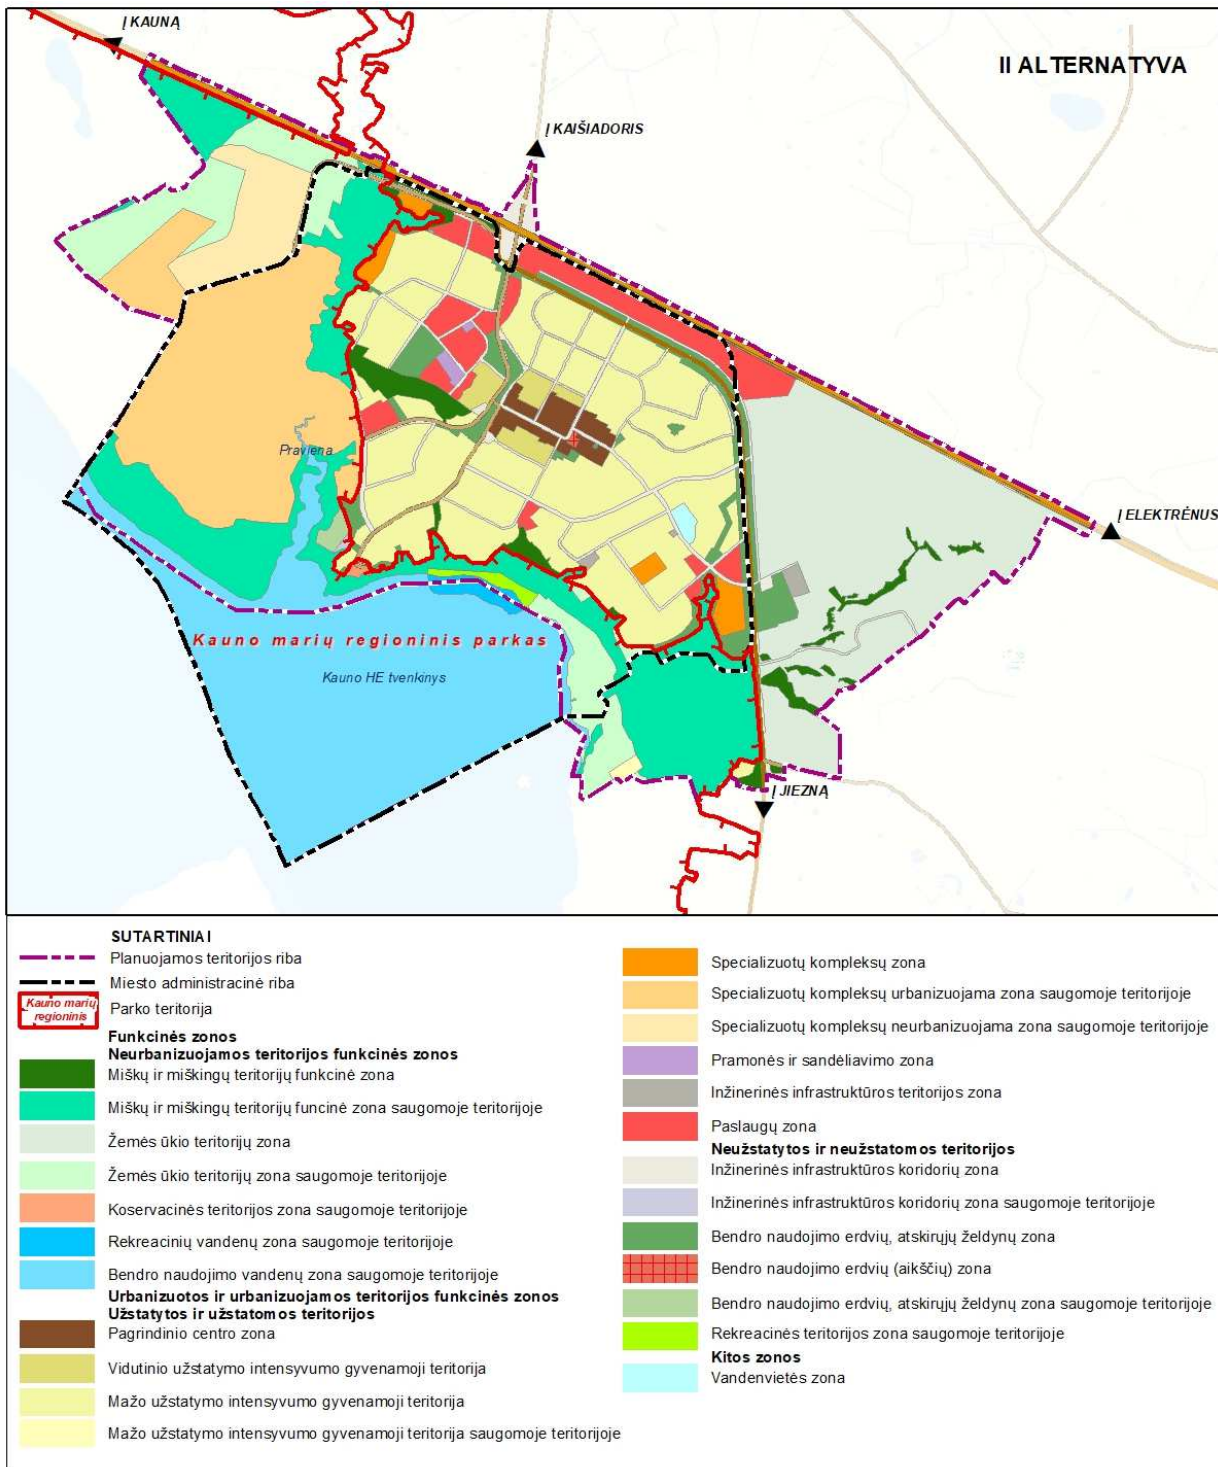 Į KAUNĄ
II ALTERNATYVA
Į KAIŠIADORIS
Praviena
Į ELEKTRĖNUS
Kauno marių regioninis parkas
Kauno HE tvenkinys
Į JIEZNĄ
SUTARTINIAI
Planuojamos teritorijos riba
Miesto administracinė riba
Kauno marių
regioninis
Parko teritorija
Funkcinės zonos
Neurbanizuojamos teritorijos funkcinės zonos
Miškų ir miškingų teritorijų funkcinė zona
Miškų ir miškingų teritorijų funcinė zona saugomoje teritorijoje
Žemės ūkio teritorijų zona
Žemės ūkio teritorijų zona saugomoje teritorijoje
Koservacinės teritorijos zona saugomoje teritorijoje
Rekreacinių vandenų zona saugomoje teritorijoje
Bendro naudojimo vandenų zona saugomoje teritorijoje
Urbanizuotos ir urbanizuojamos teritorijos funkcinės zonos
Užstatytos ir užstatomos teritorijos
Pagrindinio centro zona
Vidutinio užstatymo intensyvumo gyvenamoji teritorija
Mažo užstatymo intensyvumo gyvenamoji teritorija
Mažo užstatymo intensyvumo gyvenamoji teritorija saugomoje teritorijoje
Specializuotų kompleksų zona
Specializuotų kompleksų urbanizuojama zona saugomoje teritorijoje
Specializuotų kompleksų neurbanizuojama zona saugomoje teritorijoje
Pramonės ir sandėliavimo zona
Inžinerinės infrastruktūros teritorijos zona
Paslaugų zona
Neužstatytos ir neužstatomos teritorijos
Inžinerinės infrastruktūros koridorių zona
Inžinerinės infrastruktūros koridorių zona saugomoje teritorijoje
Bendro naudojimo erdvių, atskirųjų želdynų zona
Bendro naudojimo erdvių (aikščių) zona
Bendro naudojimo erdvių, atskirųjų želdynų zona saugomoje teritorijoje
Rekreacinės teritorijos zona saugomoje teritorijoje
Kitos zonos
Vandenvietės zona